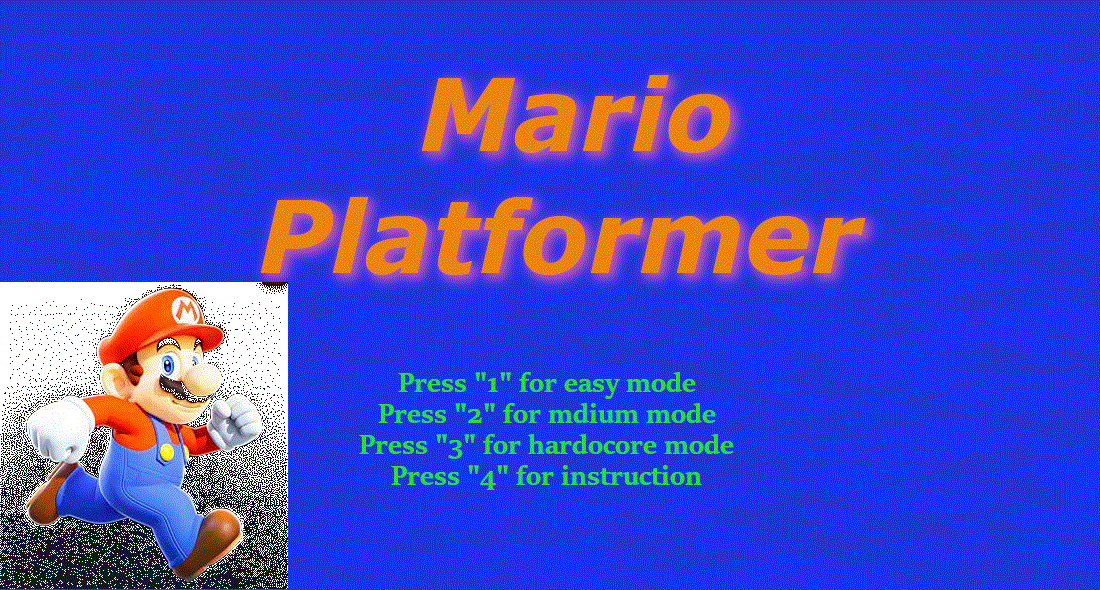 Mario
Platformer
M
Press "1" for easy mode
Press "2" for mdium mode
Press "3" for hardocore mode
Press "4" for instruction